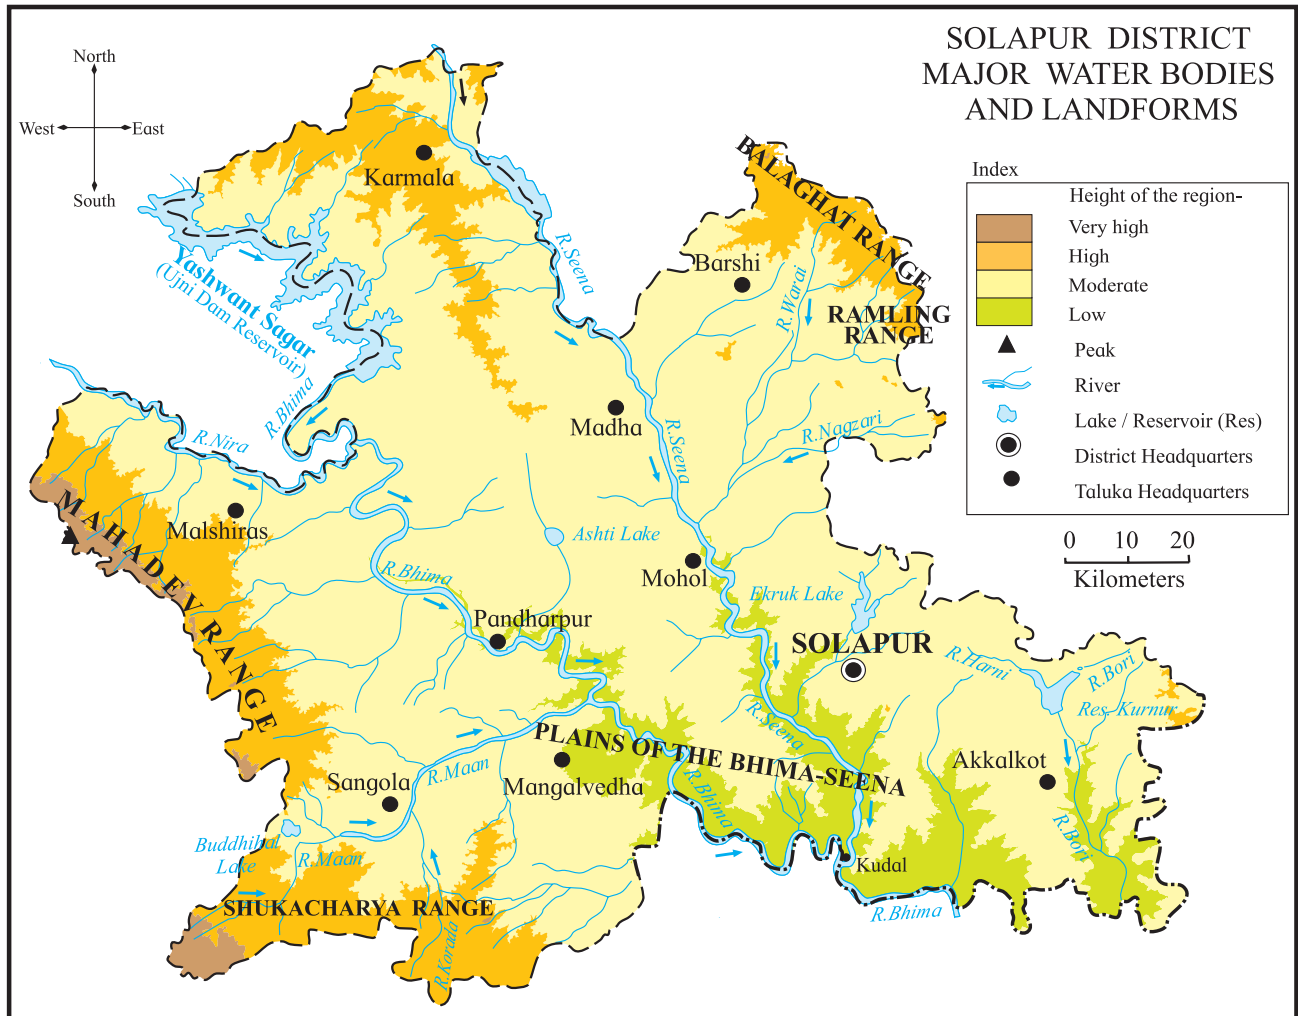 SOLAPUR DISTRICT
MAJOR WATER BODIES
AND LANDFORMS
North
West
East
South
Index
Height of the region-
Very high
High
Moderate
Low
Peak
River
Lake / Reservoir (Res)
District Headquarters
Taluka Headquarters
0 10 20
Kilometers
Karmala
BALAGHAT RANGE
R.Seena
Yashwant Sagar
(Ujni Dam Reservoir)
Barshi
R.Warai
RAMLING
RANGE
R.Bhima
R.Nira
Madha
R.Seena
R.Nagzari
MAHADEV RANGE
Malshiras
Ashti Lake
R.Bhima
Mohol
Ekruk Lake
Pandharpur
SOLAPUR
R.Harni
R.Bori
Res-Kurnur
R.Seena
PLAINS OF THE BHIMA-SEENA
R.Maan
Sangola
Mangalvedha
R.Bhima
Akkalkot
Buddhihal
Lake
R.Maan
R.Bori
Kudal
SHUKACHARYA RANGE
R.Bhima
R.Korada